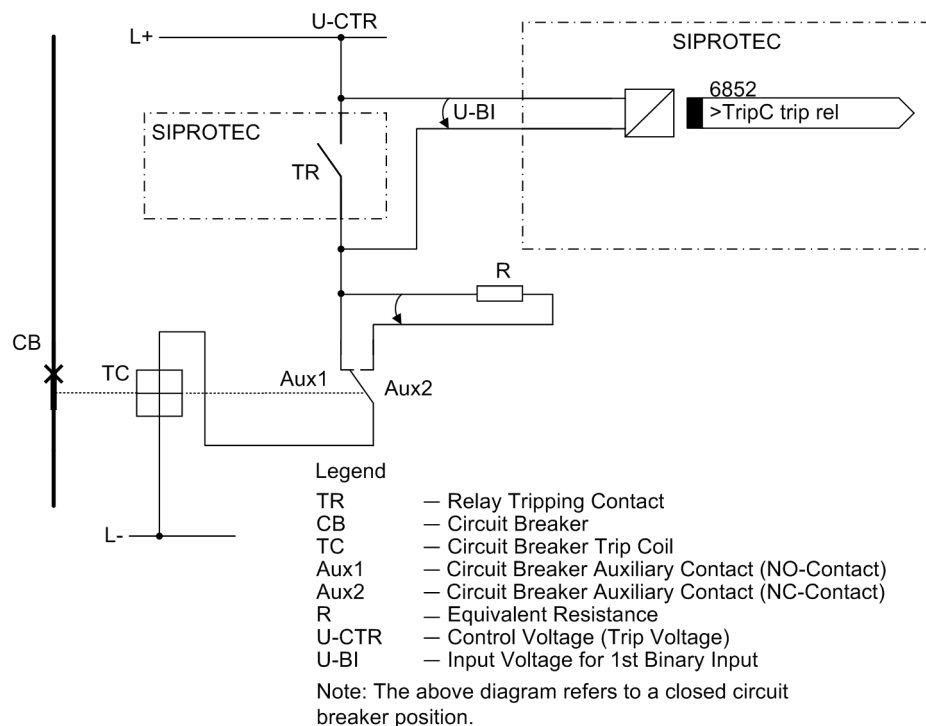 U-CTR
L+
SIPROTEC
6852
>TripC trip rel
U-BI
SIPROTEC
TR
R
CB
TC
Aux1
Aux2
L-
Legend
TR — Relay Tripping Contact
CB — Circuit Breaker
TC — Circuit Breaker Trip Coil
Aux1 — Circuit Breaker Auxiliary Contact (NO-Contact)
Aux2 — Circuit Breaker Auxiliary Contact (NC-Contact)
R — Equivalent Resistance
U-CTR — Control Voltage (Trip Voltage)
U-BI — Input Voltage for 1st Binary Input
Note: The above diagram refers to a closed circuit
breaker position.